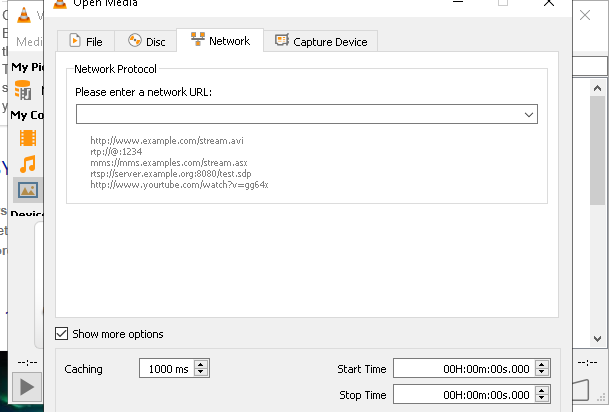 Open Media
Medi
File
Disc
Network
Capture Device
My Pi
My Co
Device
Network Protocol
Please enter a network URL:
http://www.example.com/stream.avi
rtp://@:1234
mms://mms.examples.com/stream.asx
rtsp://server.example.org:8080/test.sdp
http://www.yourtube.com/watch?v=gg64x
Show more options
--:--
--:--
Caching
1000 ms
Start Time
00H:00m:00s.000
Stop Time
00H:00m:00s.000